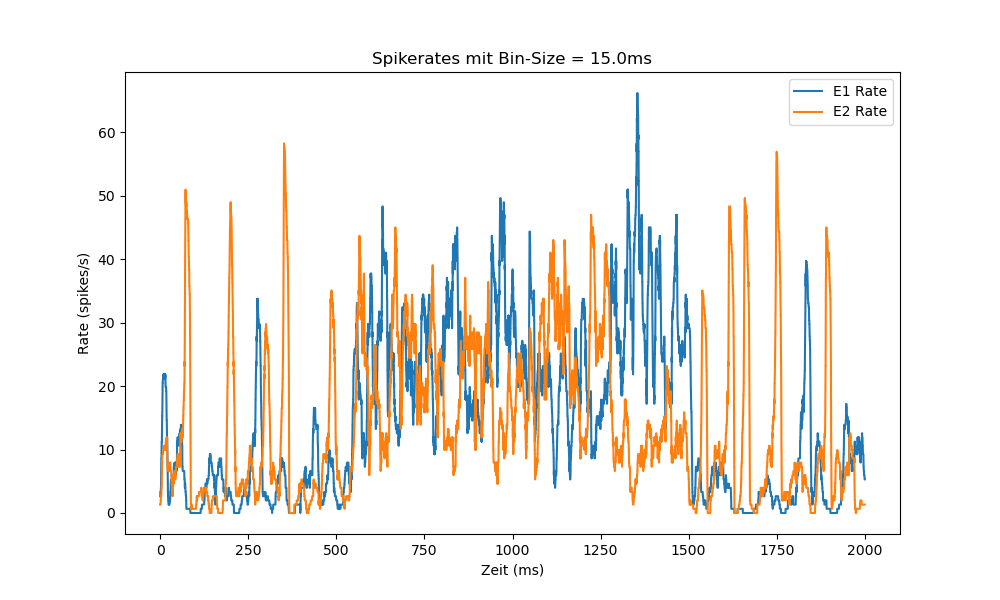 Spikerates mit Bin-Size = 15.0ms
E1 Rate
E2 Rate
Rate (spikes/s)
60
50
40
30
20
10
0
0 250 500 750 1000 1250 1500 1750 2000
Zeit (ms)